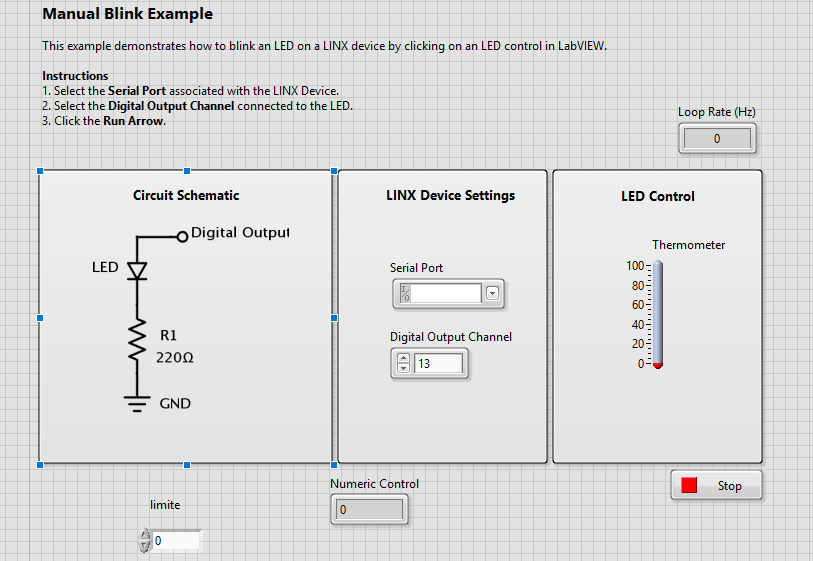 Manual Blink Example
This example demonstrates how to blink an LED on a LINX device by clicking on an LED control in LabVIEW.
Instructions
1. Select the Serial Port associated with the LINX Device.
2. Select the Digital Output Channel connected to the LED.
3. Click the Run Arrow.
Loop Rate (Hz)
0
Circuit Schematic
Digital Output
LED
R1
220Ω
GND
LINX Device Settings
Serial Port
I/O
Digital Output Channel
13
LED Control
Thermometer
100
80
60
40
20
0
Stop
Numeric Control
0
limite
0